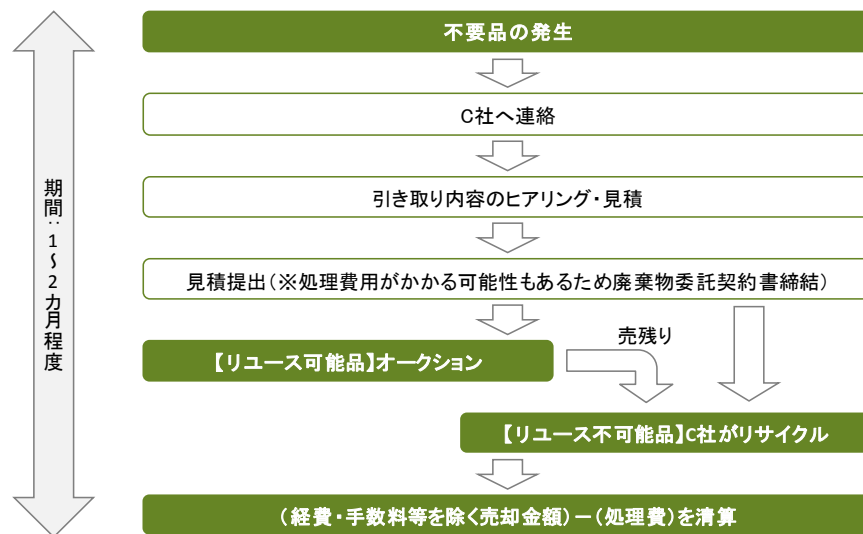 不要品の発生
C社へ連絡
引き取り内容のヒアリング・見積
見積提出(※処理費用がかかる可能性もあるため廃棄物委託契約書締結)
売残り
【リユース可能品】オークション
【リユース不可能品】C社がリサイクル
(経費・手数料等を除く売却金額)-(処理費)を清算
期間:1~2カ月程度